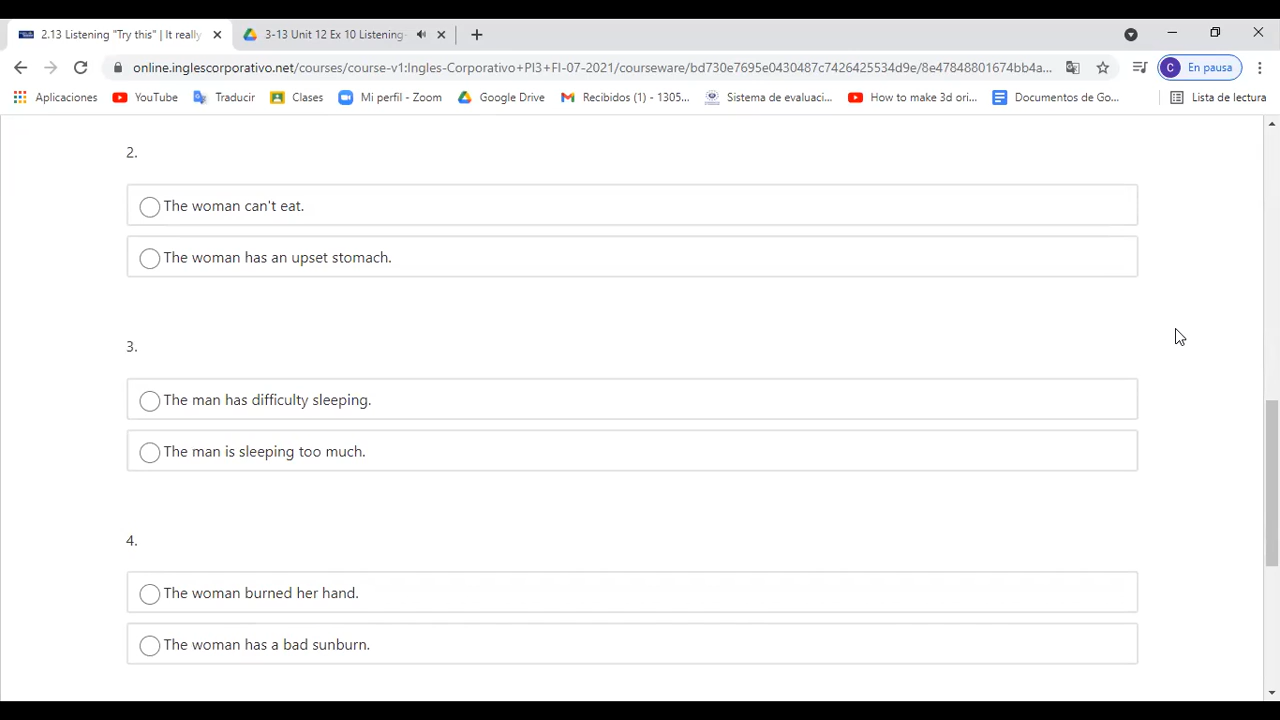 2.13 Listening "Try this" | It really
3-13 Unit 12 Ex 10 Listening-
online.inglescorporativo.net/courses/course-v1:Ingles-Cooratativo+PI3+FI-07-2021/courseware/bd730e7695e0430487c7426425534d9e/8e47848801674bb4a...
C En pausa
Aplicaciones YouTube Traducir Clases Mi perfil - Zoom Google Drive Recibidos (1) - 1305... Sistema de evaluaci... How to make 3d ori... Documentos de Go... Lista de lectura
2.
The woman can't eat.
The woman has an upset stomach.
3.
The man has difficulty sleeping.
The man is sleeping too much.
4.
The woman burned her hand.
The woman has a bad sunburn.